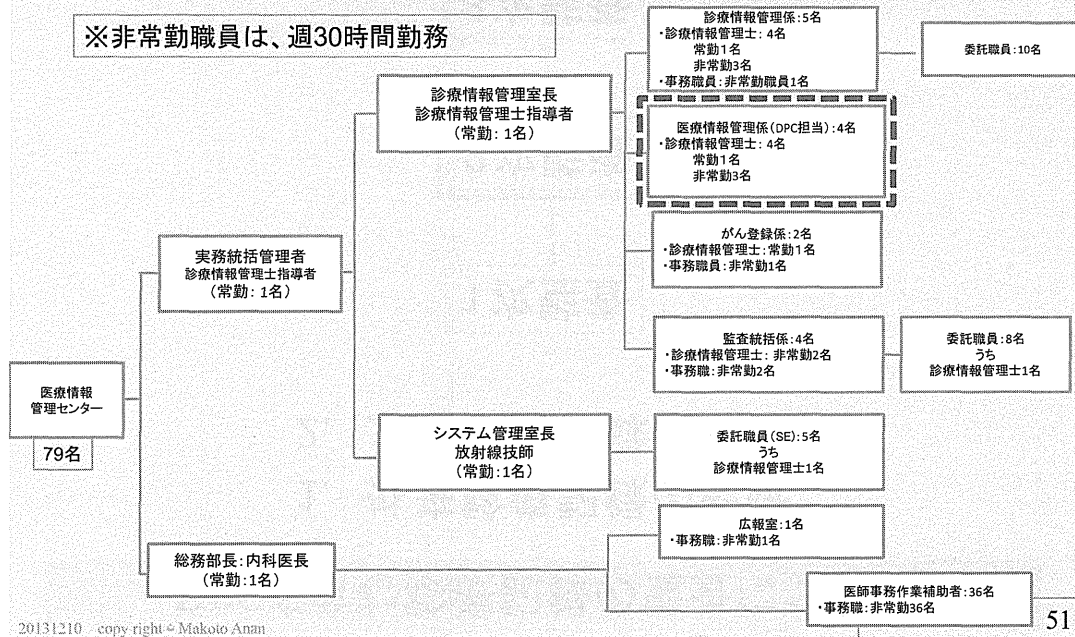 ※非常勤職員は、週30時間勤務
診療情報管理係:5名
・診療情報管理士:4名
常勤1名
非常勤3名
・事務職員:非常勤職員1名
委託職員:10名
診療情報管理室長
診療情報管理士指導者
(常勤:1名)
医療情報管理係(DPC担当):4名
・診療情報管理士:4名
常勤1名
非常勤3名
がん登録係:2名
・診療情報管理士:常勤1名
・事務職員:非常勤1名
実務統括管理者
診療情報管理士指導者
(常勤:1名)
監査統括係:4名
・診療情報管理士:非常勤2名
・事務職:非常勤2名
委託職員:8名
うち
診療情報管理士1名
医療情報
管理センター
79名
システム管理室長
放射線技師
(常勤:1名)
委託職員(SE):5名
うち
診療情報管理士1名
広報室:1名
・事務職:非常勤1名
総務部長:内科医長
(常勤:1名)
医師事務作業補助者:36名
・事務職:非常勤36名
20131210 copy right © Makoto Anan
51